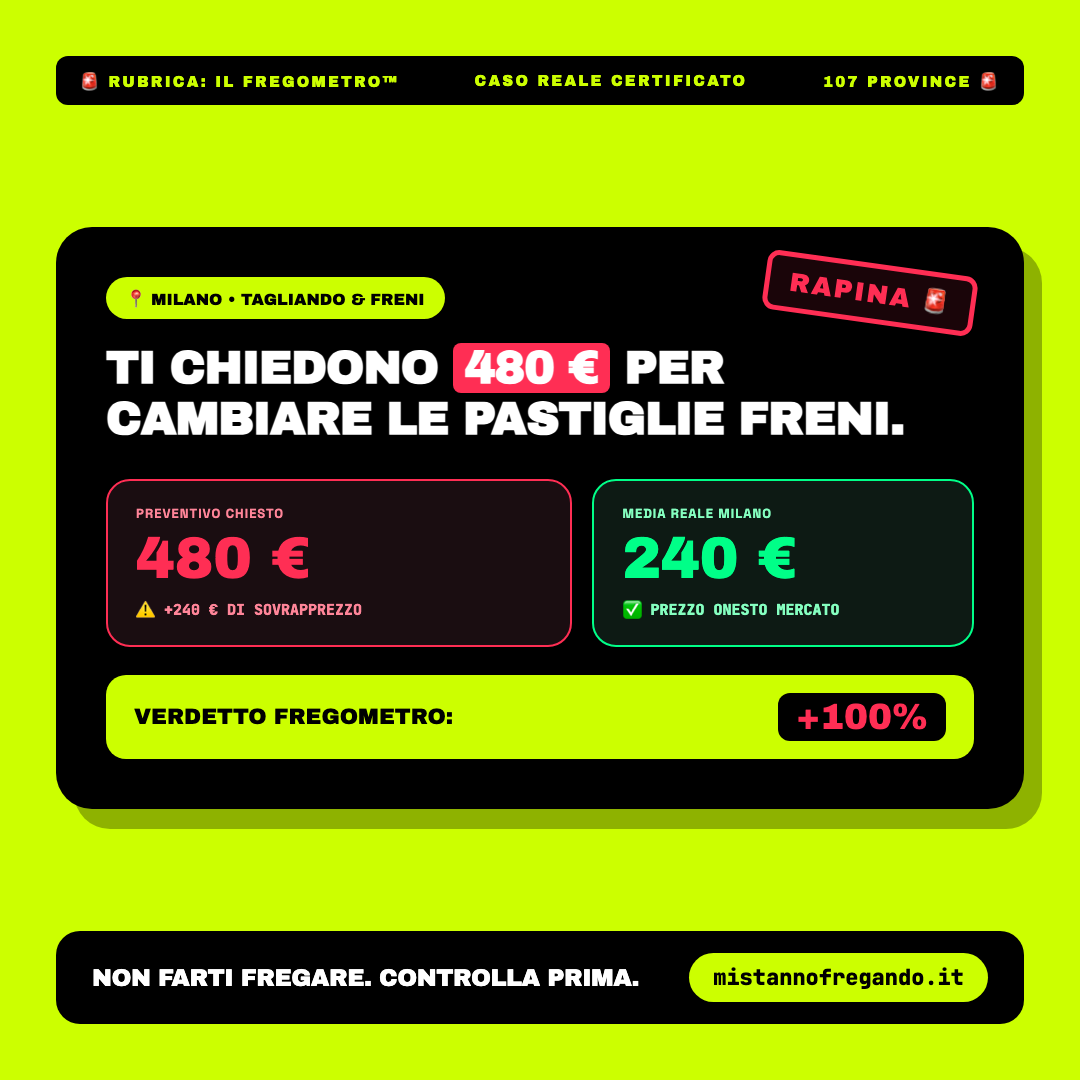 🚨 RUBRICA: IL FREGOMETRO™
CASO REALE CERTIFICATO
107 PROVINCE 🚨
RAPINA 🚨
📍 MILANO • TAGLIANDO & FRENI
TI CHIEDONO 480 € PER
CAMBIARE LE PASTIGLIE FRENI.
PREVENTIVO CHIESTO
480 €
⚠️ +240 € DI SOVRAPPREZZO
MEDIA REALE MILANO
240 €
✅ PREZZO ONESTO MERCATO
VERDETTO FREGOMETRO:
+100%
NON FARTI FREGARE. CONTROLLA PRIMA.
mistannofregando.it